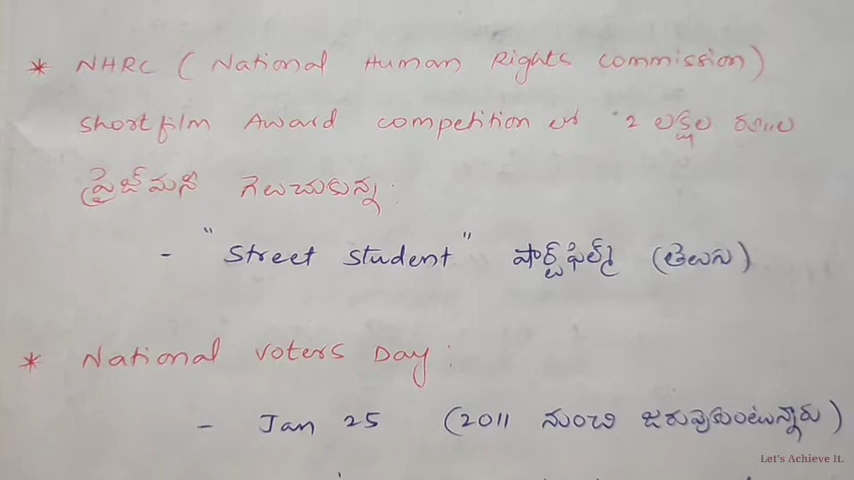 * NHRC (National Human Rights Commission)
Shortfilm Award competition లో 2 లక్షల రూ॥ల
ప్రైజ్‌మనీ గెలుచుకున్న :
- "Street student" షార్ట్‌ఫిల్మ్ (తెలుగు)
* National Voters Day :
- Jan 25 (2011 నుంచి జరుపుకుంటున్నారు)
Let's Achieve It.